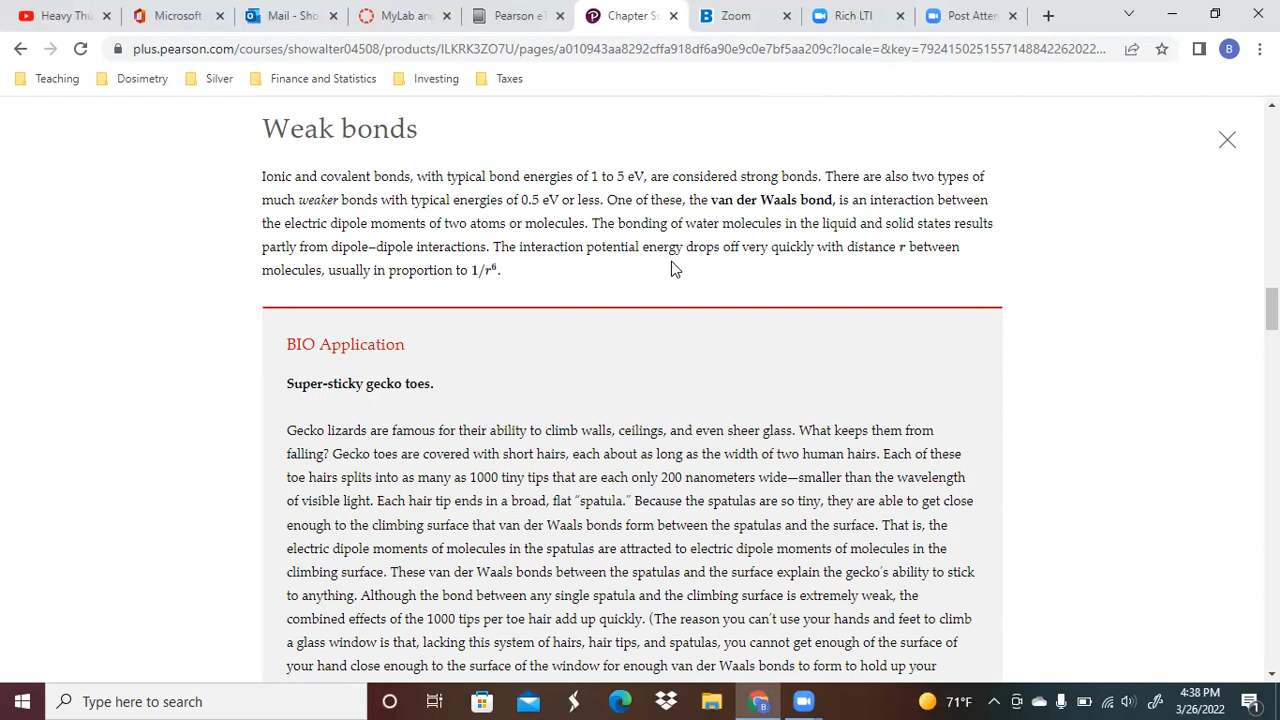 Heavy Thu
Microsoft
Mail - Sho
MyLab and
Pearson eT
Chapter Su
Zoom
Rich LTI
Post Atten
plus.pearson.com/courses/showalter04508/products/ILKRK3ZO7U/pages/a010943aa8292cffa918df6a90e9c0e7bf5aa209c?locale=&key=79241502515571488422622022...
B
Teaching
Dosimetry
Silver
Finance and Statistics
Investing
Taxes
Weak bonds
Ionic and covalent bonds, with typical bond energies of 1 to 5 eV, are considered strong bonds. There are also two types of
much weaker bonds with typical energies of 0.5 eV or less. One of these, the van der Waals bond, is an interaction between
the electric dipole moments of two atoms or molecules. The bonding of water molecules in the liquid and solid states results
partly from dipole–dipole interactions. The interaction potential energy drops off very quickly with distance r between
molecules, usually in proportion to 1/r⁶.
BIO Application
Super-sticky gecko toes.
Gecko lizards are famous for their ability to climb walls, ceilings, and even sheer glass. What keeps them from
falling? Gecko toes are covered with short hairs, each about as long as the width of two human hairs. Each of these
toe hairs splits into as many as 1000 tiny tips that are each only 200 nanometers wide—smaller than the wavelength
of visible light. Each hair tip ends in a broad, flat “spatula.” Because the spatulas are so tiny, they are able to get close
enough to the climbing surface that van der Waals bonds form between the spatulas and the surface. That is, the
electric dipole moments of molecules in the spatulas are attracted to electric dipole moments of molecules in the
climbing surface. These van der Waals bonds between the spatulas and the surface explain the gecko’s ability to stick
to anything. Although the bond between any single spatula and the climbing surface is extremely weak, the
combined effects of the 1000 tips per toe hair add up quickly. (The reason you can’t use your hands and feet to climb
a glass window is that, lacking this system of hairs, hair tips, and spatulas, you cannot get enough of the surface of
your hand close enough to the surface of the window for enough van der Waals bonds to form to hold up your
Type here to search
71°F
4:38 PM
3/26/2022
1